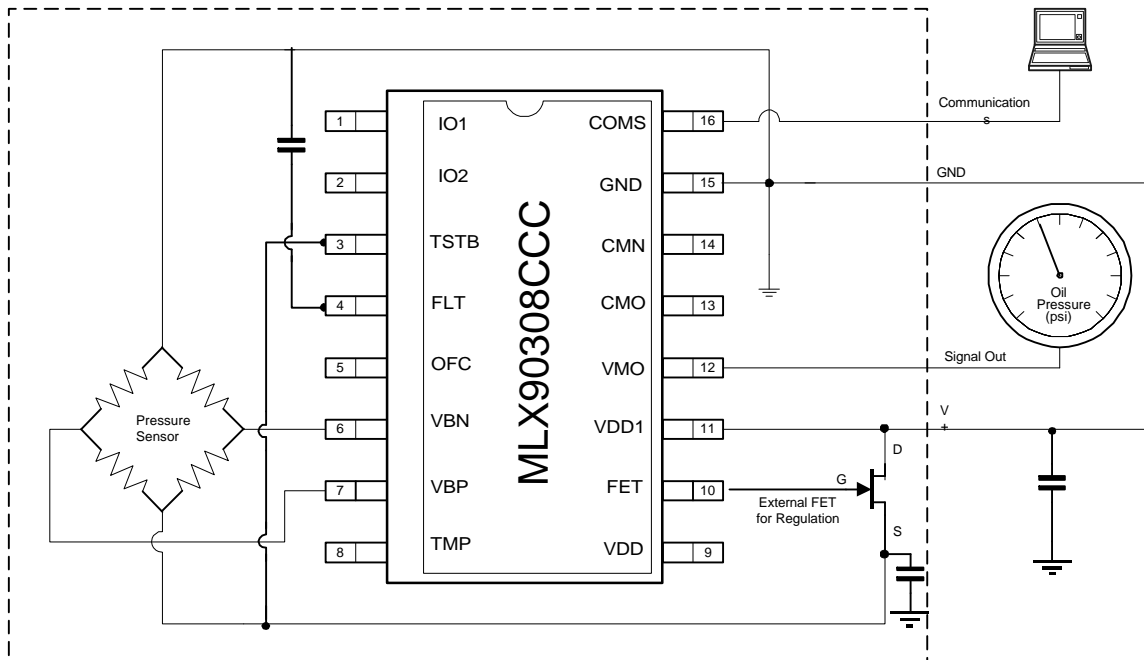 Communication
s
1
IO1
COMS
16
2
IO2
GND
15
GND
3
TSTB
CMN
14
4
FLT
CMO
13
Oil
Pressure
(psi)
5
OFC
VMO
12
Signal Out
Pressure
Sensor
6
VBN
VDD1
11
V
+
D
7
VBP
FET
10
G
External FET
for Regulation
S
8
TMP
VDD
9
MLX90308CCC